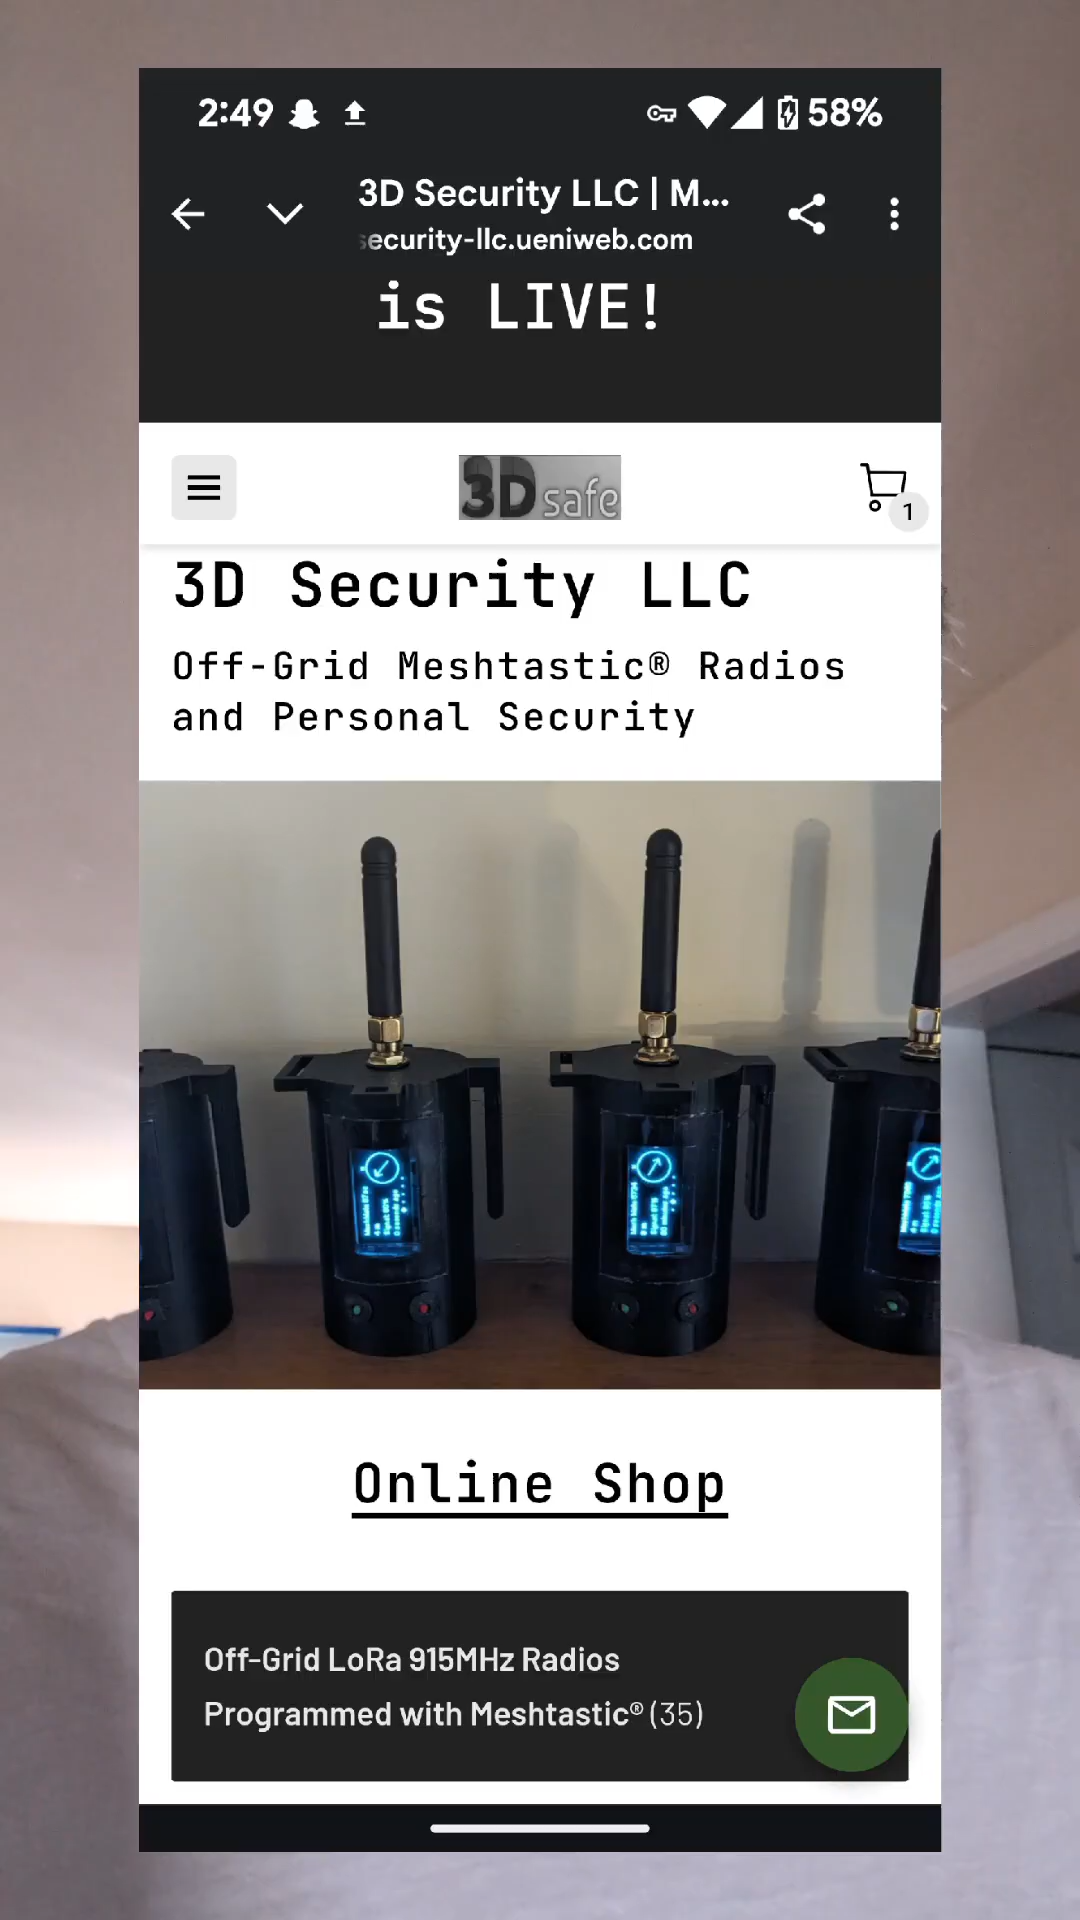 2:49
58%
3D Security LLC | M...
security-llc.ueniweb.com
is LIVE!
3D safe
1
3D Security LLC
Off-Grid Meshtastic® Radios
and Personal Security
Online Shop
Off-Grid LoRa 915MHz Radios
Programmed with Meshtastic® (35)